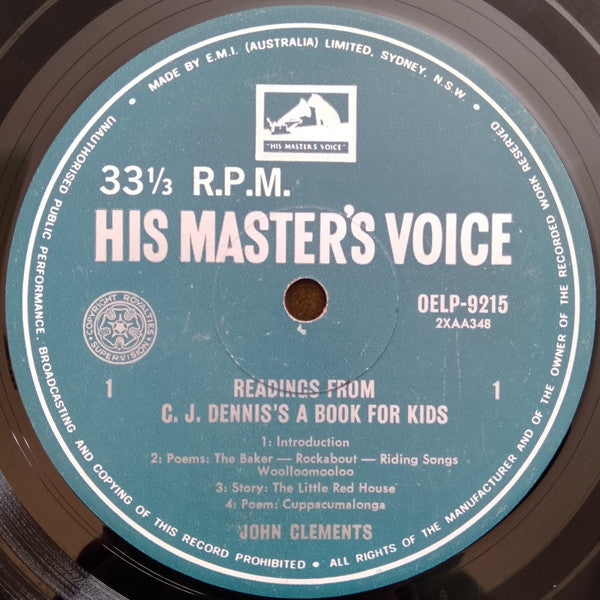 • MADE BY E.M.I. (AUSTRALIA) LIMITED, SYDNEY, N.S.W. •
UNAUTHORISED PUBLIC PERFORMANCE, BROADCASTING AND COPYING OF THIS RECORD PROHIBITED • ALL RIGHTS OF THE MANUFACTURER AND OF THE OWNER OF THE RECORDED WORK RESERVED
"HIS MASTER'S VOICE"
33⅓ R.P.M.
HIS MASTER'S VOICE
OELP-9215
2XAA348
COPYRIGHT ROYALTIES
SUPERVISION
1
1
READINGS FROM
C. J. DENNIS'S A BOOK FOR KIDS
1: Introduction
2: Poems: The Baker — Rockabout — Riding Songs
Woolloomooloo
3: Story: The Little Red House
4: Poem: Cuppacumalonga
JOHN CLEMENTS